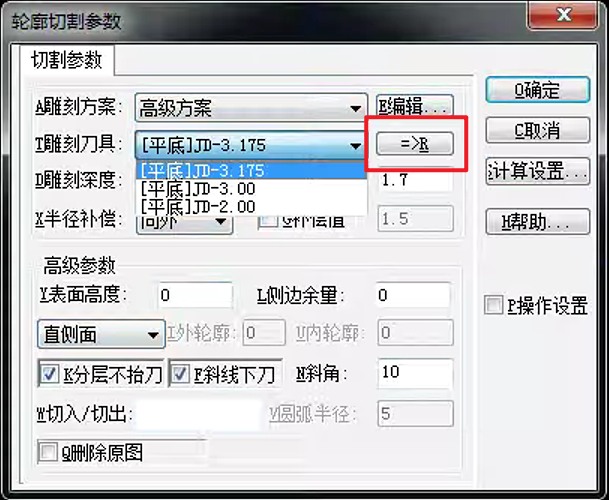 轮廓切割参数
切割参数
A雕刻方案: 高级方案 E编辑...
T雕刻刀具: [平底]JD-3.175 =>R
[平底]JD-3.175
[平底]JD-3.00
[平底]JD-2.00
D雕刻深度: 1.7
X半径补偿: 向外 G补偿值 1.5
高级参数
Y表面高度: 0 L侧边余量: 0
直侧面 I外轮廓: 0 U内轮廓: 0
K分层不抬刀 F斜线下刀 N斜角: 10
W切入/切出: V圆弧半径: 5
Q删除原图
O确定
C取消
计算设置...
H帮助...
P操作设置